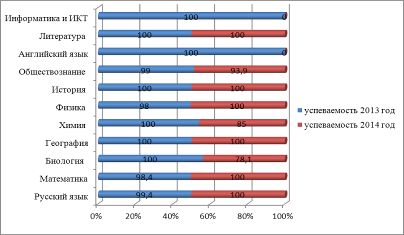 Информатика и ИКТ 100 0
Литература 100 100
Английский язык 100 0
Обществознание 99 93,9
История 100 100
Физика 98 100
Химия 100 85
География 100 100
Биология 100 78,1
Математика 98,4 100
Русский язык 99,4 100
0% 20% 40% 60% 80% 100%
успеваемость 2013 год
успеваемость 2014 год